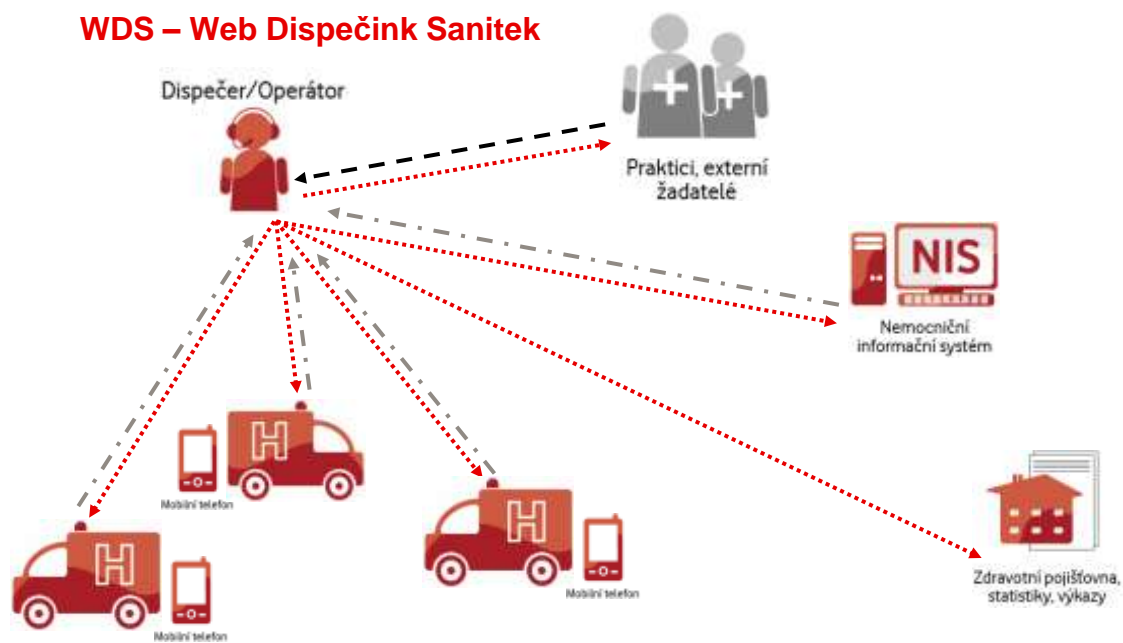 WDS – Web Dispečink Sanitek
Dispečer/Operátor
Praktici, externí
žadatelé
NIS
Nemocniční
informační systém
H
Mobilní telefon
H
Mobilní telefon
H
Mobilní telefon
Zdravotní pojišťovna,
statistiky, výkazy